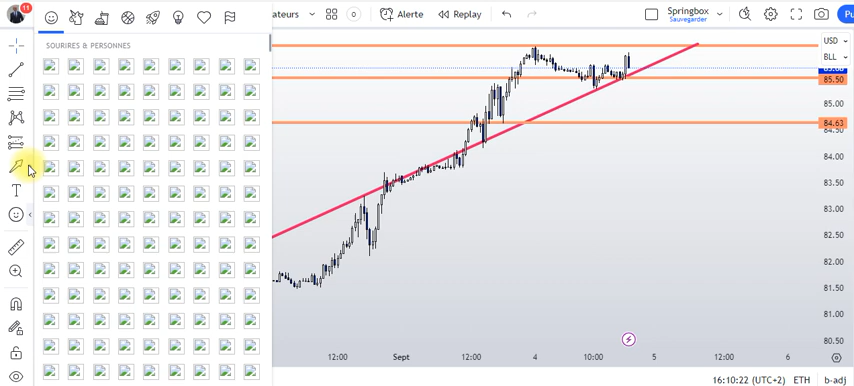 11
ateurs
0
Alerte
Replay
Springbox
Sauvegarder
Pu
SOURIRES & PERSONNES
USD
BLL
85.50
85.00
84.63
84.50
84.00
83.50
83.00
82.50
82.00
81.50
81.00
80.50
12:00
Sept
12:00
4
10:00
5
12:00
6
16:10:22 (UTC+2)
ETH
b-adj